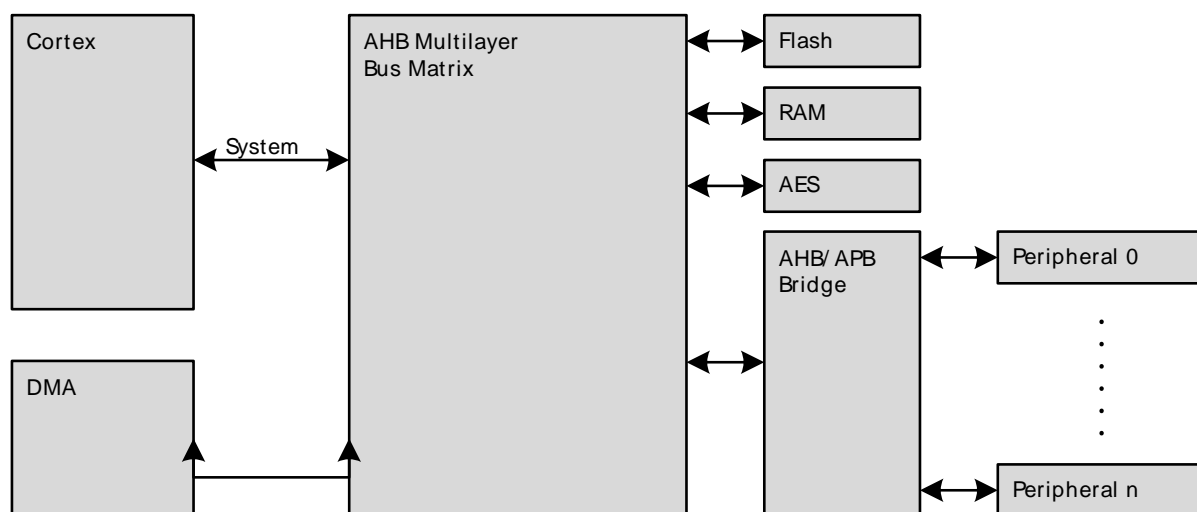 Cortex
AHB Multilayer
Bus Matrix
Flash
RAM
System
AES
AHB/ APB
Bridge
Peripheral 0
DMA
Peripheral n